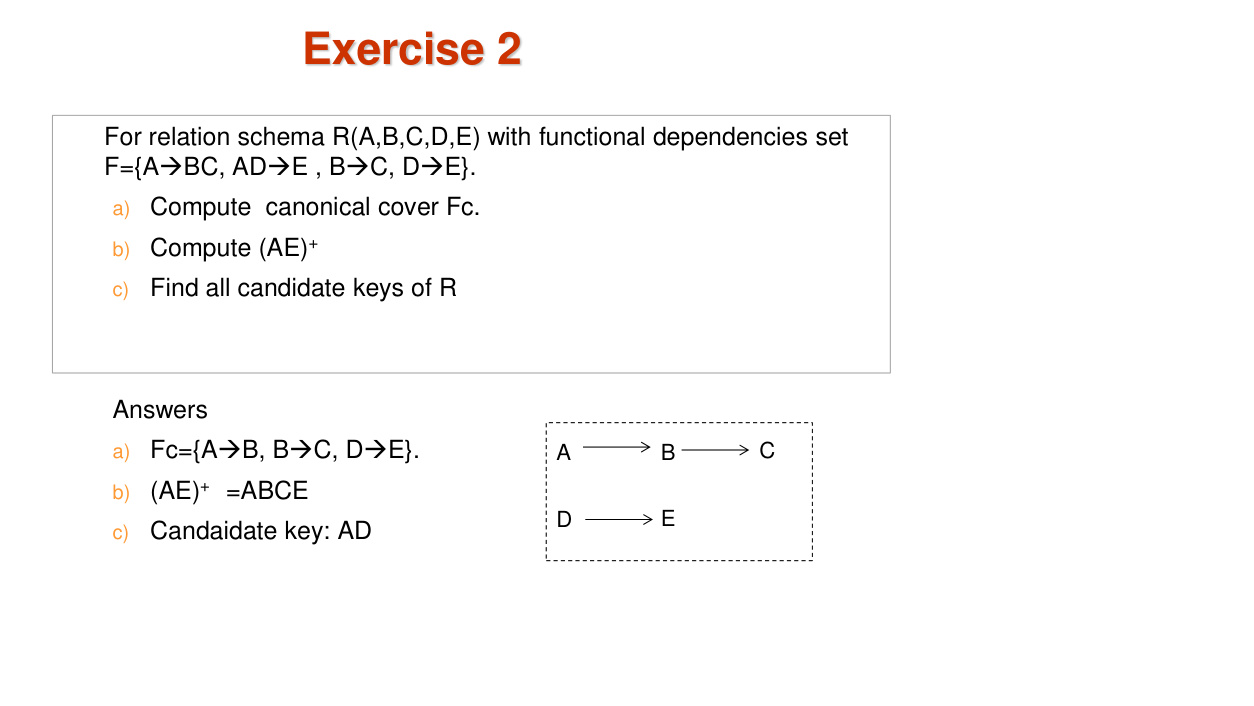 Exercise 2
For relation schema R(A,B,C,D,E) with functional dependencies set
F={A→BC, AD→E , B→C, D→E}.
a) Compute  canonical cover Fc.
b) Compute (AE)⁺
c) Find all candidate keys of R
Answers
a) Fc={A→B, B→C, D→E}.
b) (AE)⁺  =ABCE
c) Candaidate key: AD
A B C
D E